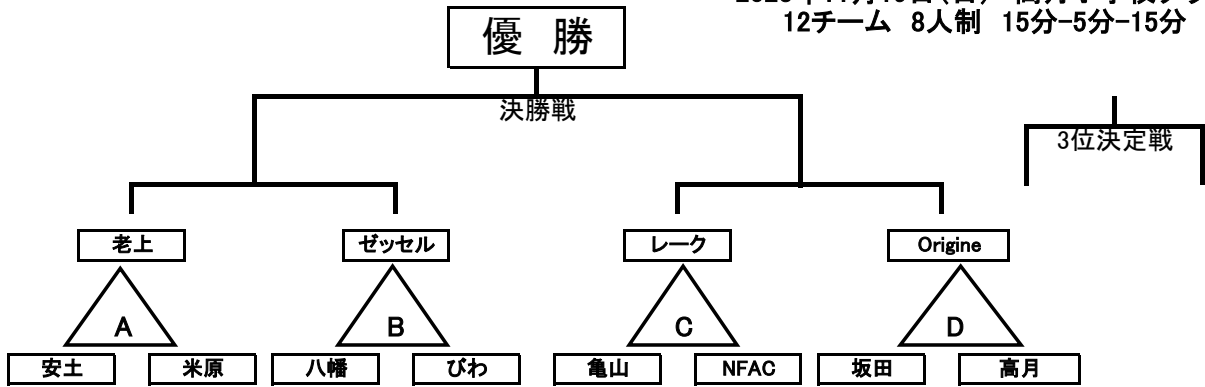 12チーム 8人制 15分-5分-15分
優 勝
決勝戦
3位決定戦
老上 ゼッセル レーク Origine
A B C D
安土 米原 八幡 びわ 亀山 NFAC 坂田 高月